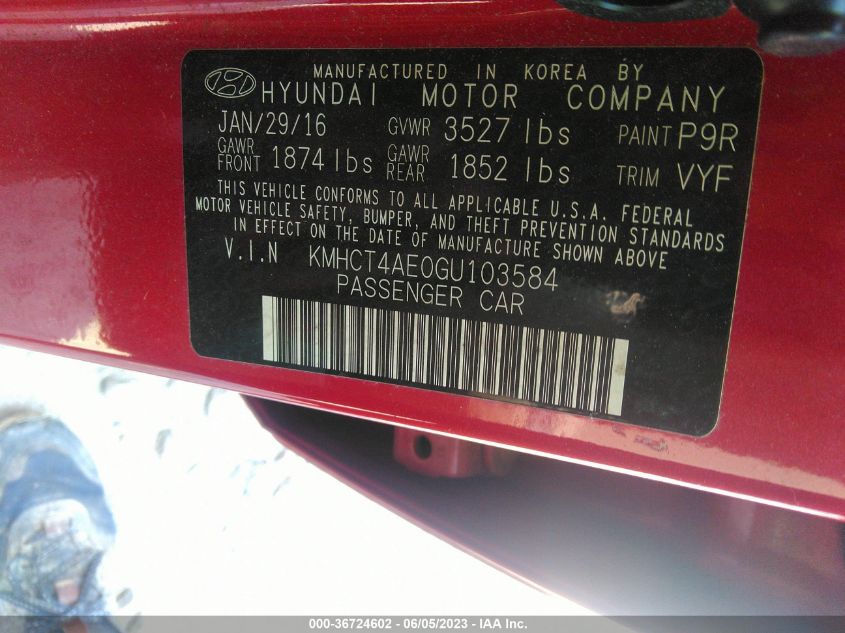 MANUFACTURED IN KOREA BY
HYUNDAI MOTOR COMPANY
JAN/29/16 GVWR 3527 lbs PAINT P9R
GAWR FRONT 1874 lbs GAWR REAR 1852 lbs TRIM VYF
THIS VEHICLE CONFORMS TO ALL APPLICABLE U.S.A. FEDERAL
MOTOR VEHICLE SAFETY, BUMPER, AND THEFT PREVENTION STANDARDS
IN EFFECT ON THE DATE OF MANUFACTURE SHOWN ABOVE
V.I.N KMHCT4AE0GU103584
PASSENGER CAR
000-36724602 - 06/05/2023 - IAA Inc.